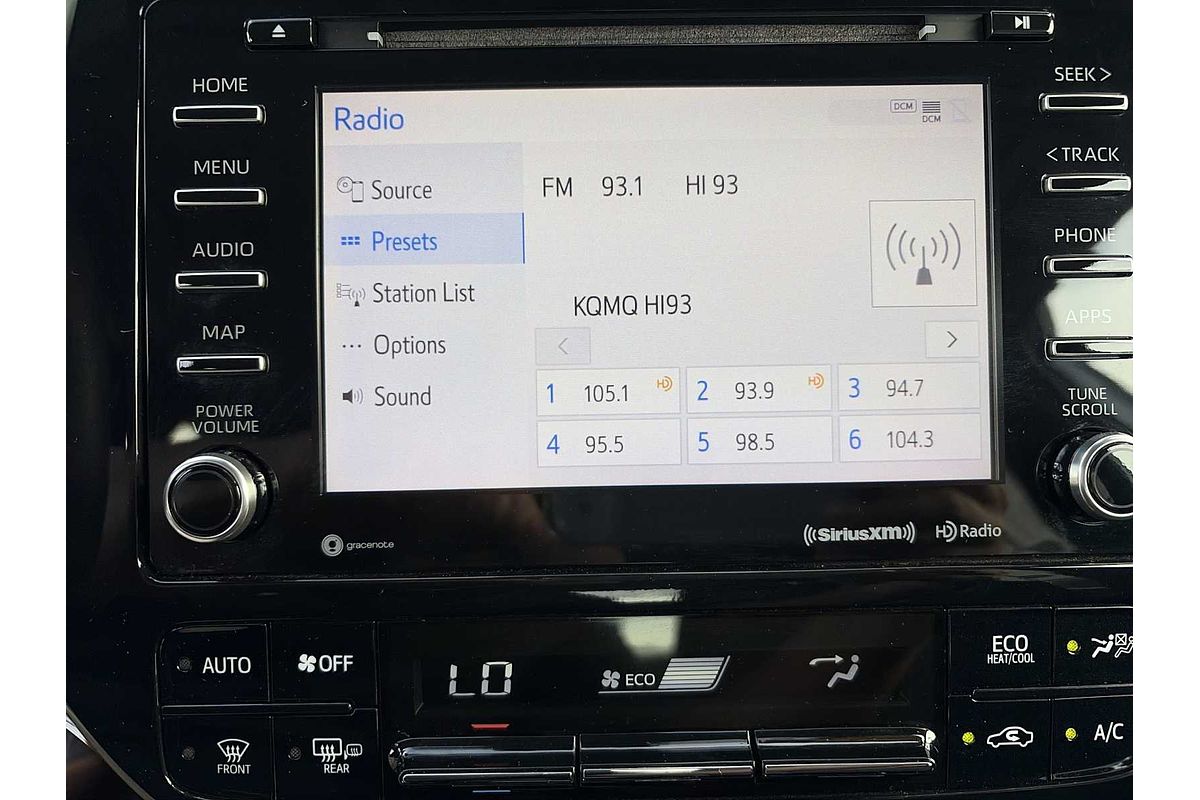 HOME
MENU
AUDIO
MAP
POWER
VOLUME
Radio
DCM
DCM
Source
Presets
Station List
Options
Sound
FM 93.1 HI 93
KQMQ HI93
< >
1 105.1 HD
2 93.9 HD
3 94.7
4 95.5
5 98.5
6 104.3
SEEK >
< TRACK
PHONE
APPS
TUNE
SCROLL
gracenote
((SiriusXM))
HD Radio
AUTO
OFF
LO
ECO
ECO
HEAT/COOL
FRONT
REAR
A/C